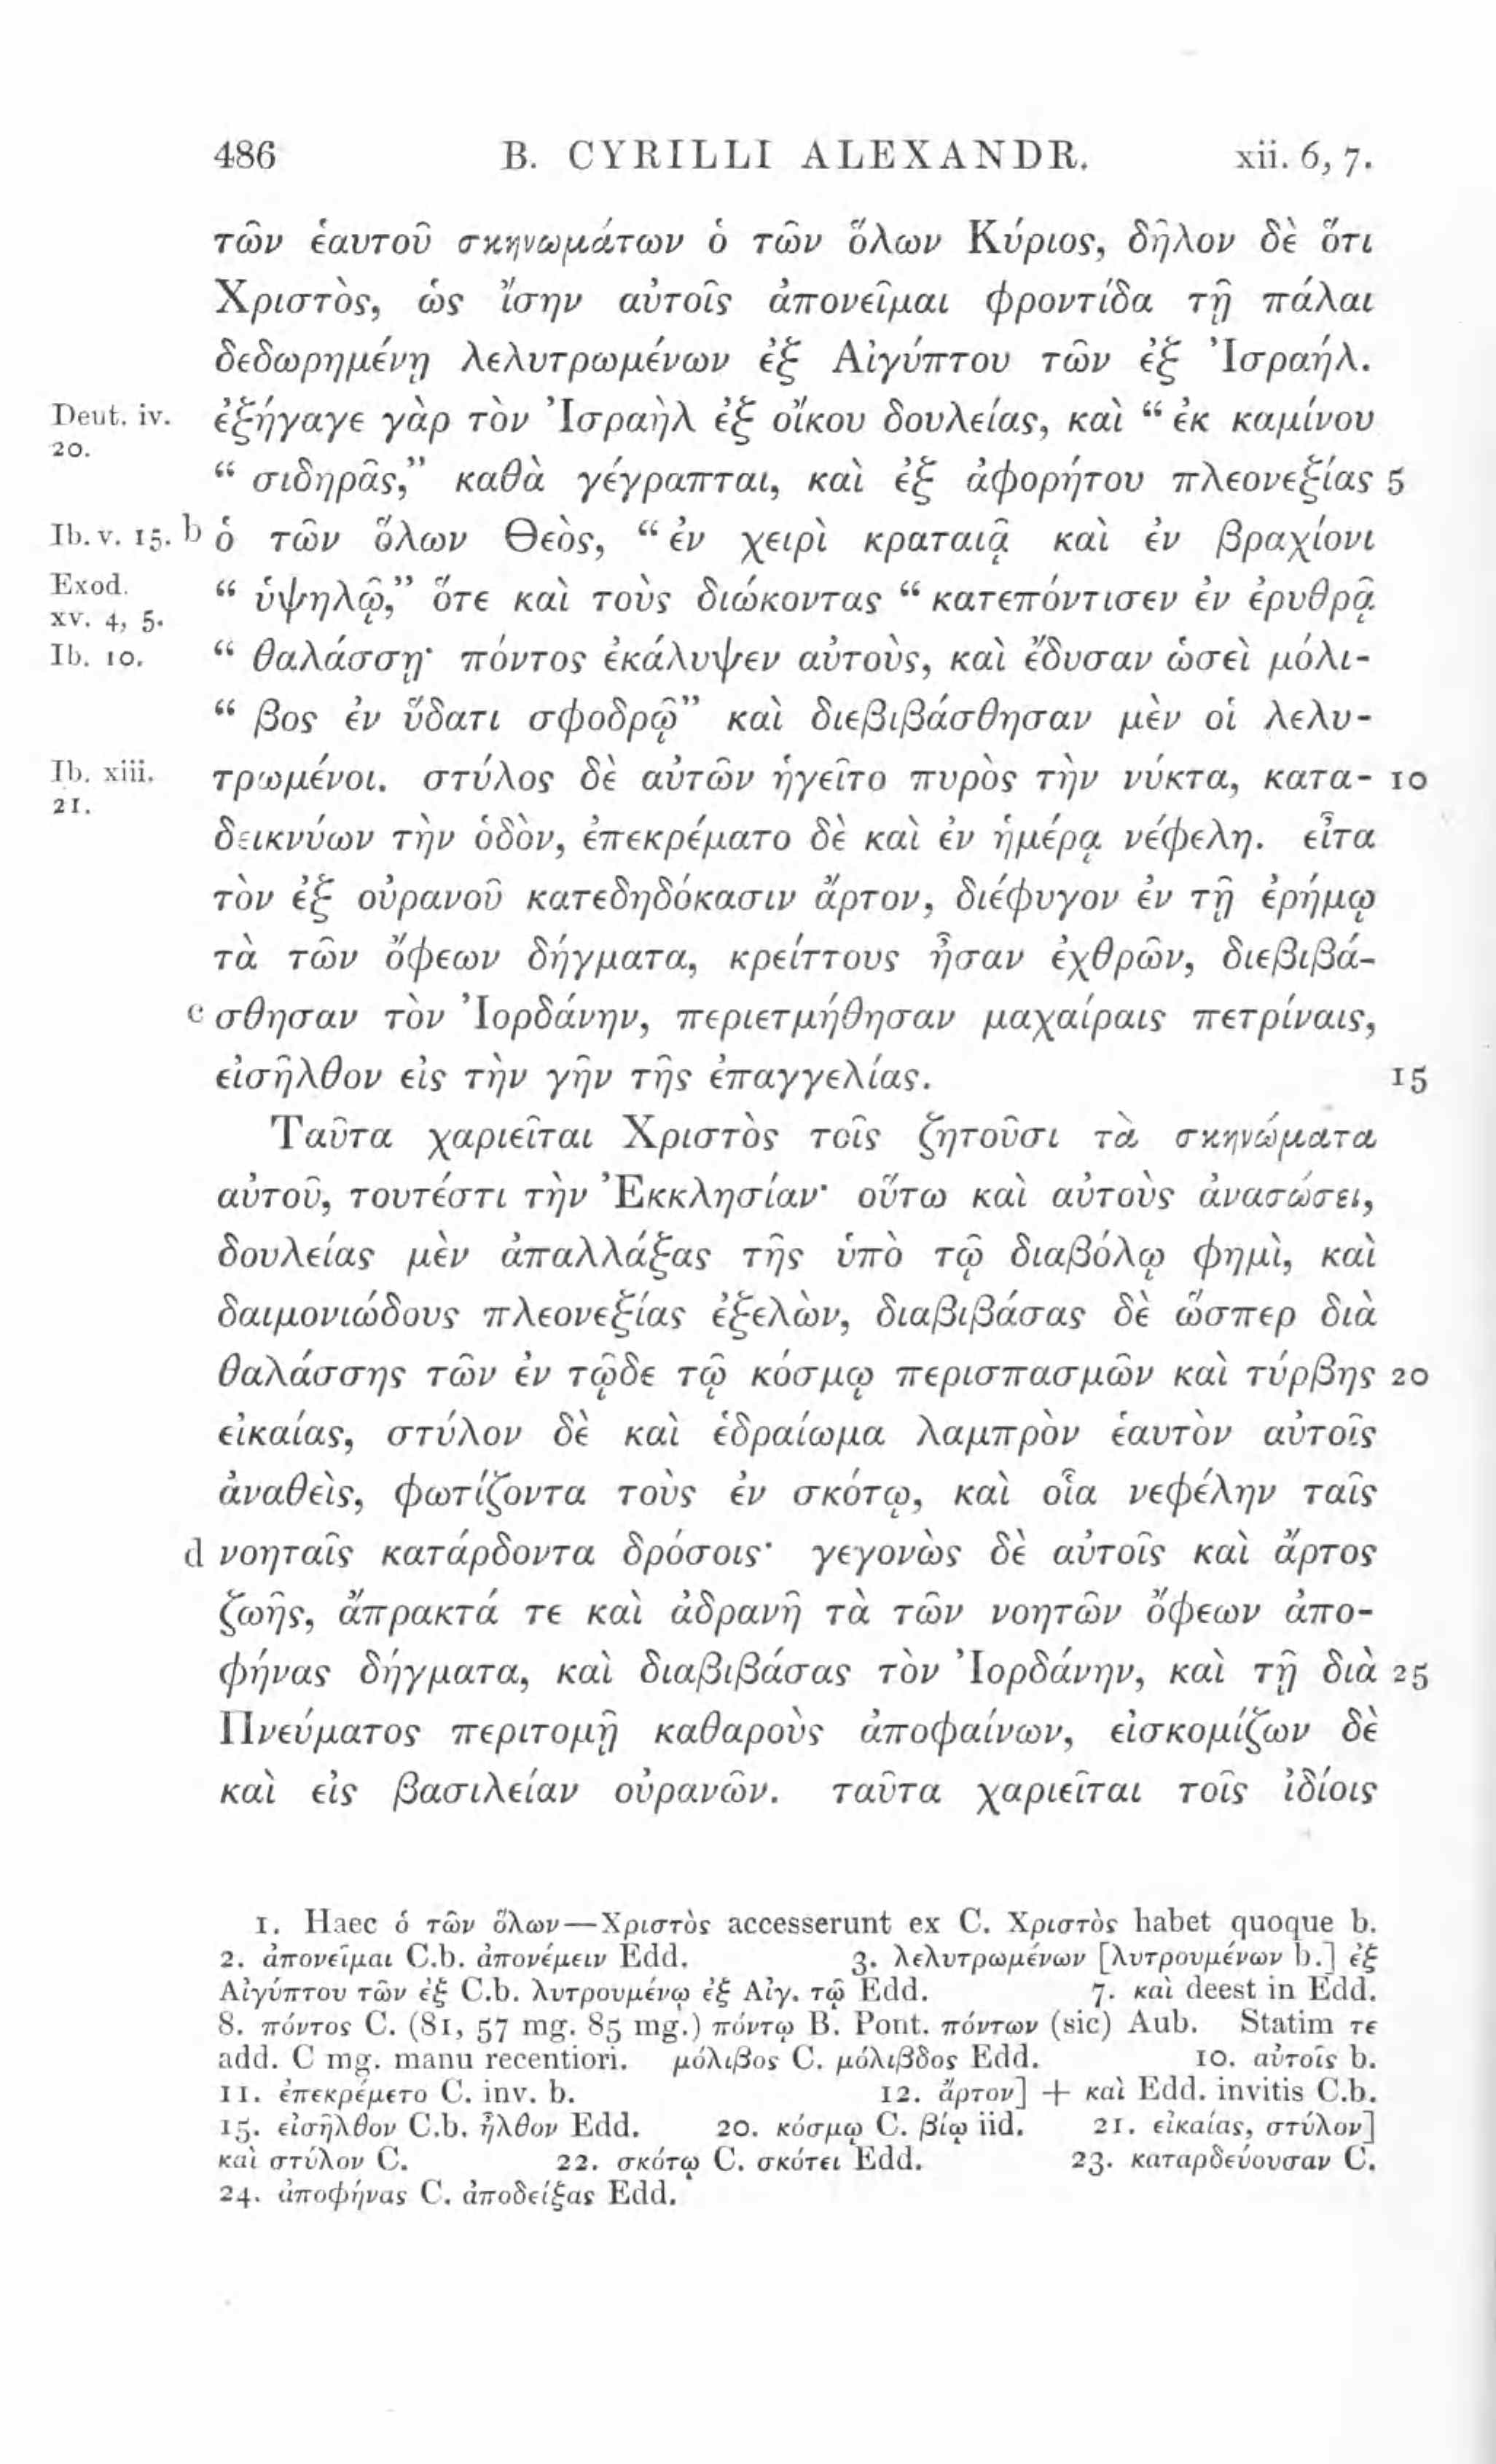 486 B. CYRILLI ALEXANDR. xii. 6, 7.
τῶν ἑαυτοῦ σκηνωμάτων ὁ τῶν ὅλων Κύριος, δῆλον δὲ ὅτι
Χριστὸς, ὡς ἴσην αὐτοῖς ἀπονεῖμαι φροντίδα τῇ πάλαι
δεδωρημένῃ λελυτρωμένων ἐξ Αἰγύπτου τῶν ἐξ Ἰσραήλ.
Deut. iv. ἐξήγαγε γὰρ τὸν Ἰσραὴλ ἐξ οἴκου δουλείας, καὶ “ ἐκ καμίνου
20.
“ σιδηρᾶς,” καθὰ γέγραπται, καὶ ἐξ ἀφορήτου πλεονεξίας 5
Ib. v. 15. b ὁ τῶν ὅλων Θεὸς, “ ἐν χειρὶ κραταιᾷ καὶ ἐν βραχίονι
Exod. “ ὑψηλῷ,” ὅτε καὶ τοὺς διώκοντας “ κατεπόντισεν ἐν ἐρυθρᾷ
xv. 4, 5.
Ib. 10. “ θαλάσσῃ· πόντος ἐκάλυψεν αὐτοὺς, καὶ ἔδυσαν ὡσεὶ μόλι-
“ βος ἐν ὕδατι σφοδρῷ” καὶ διεβιβάσθησαν μὲν οἱ λελυ-
Ib. xiii. τρωμένοι. στύλος δὲ αὐτῶν ἡγεῖτο πυρὸς τὴν νύκτα, κατα- 10
21.
δεικνύων τὴν ὁδὸν, ἐπεκρέματο δὲ καὶ ἐν ἡμέρᾳ νέφελη. εἶτα
τὸν ἐξ οὐρανοῦ κατεδηδόκασιν ἄρτον, διέφυγον ἐν τῇ ἐρήμῳ
τὰ τῶν ὄφεων δήγματα, κρείττους ἦσαν ἐχθρῶν, διεβιβά-
c σθησαν τὸν Ἰορδάνην, περιετμήθησαν μαχαίραις πετρίναις,
εἰσῆλθον εἰς τὴν γῆν τῆς ἐπαγγελίας. 15
Ταῦτα χαριεῖται Χριστὸς τοῖς ζητοῦσι τὰ σκηνώματα
αὐτοῦ, τουτέστι τὴν Ἐκκλησίαν· οὕτω καὶ αὐτοὺς ἀνασώσει,
δουλείας μὲν ἀπαλλάξας τῆς ὑπὸ τῷ διαβόλῳ φημὶ, καὶ
δαιμονιώδους πλεονεξίας ἐξελὼν, διαβιβάσας δὲ ὥσπερ διὰ
θαλάσσης τῶν ἐν τῷδε τῷ κόσμῳ περισπασμῶν καὶ τύρβης 20
εἰκαίας, στύλον δὲ καὶ ἑδραίωμα λαμπρὸν ἑαυτὸν αὐτοῖς
ἀναθεὶς, φωτίζοντα τοὺς ἐν σκότῳ, καὶ οἷα νεφέλην ταῖς
d νοηταῖς κατάρδοντα δρόσοις· γεγονὼς δὲ αὐτοῖς καὶ ἄρτος
ζωῆς, ἄπρακτά τε καὶ ἀδρανῆ τὰ τῶν νοητῶν ὄφεων ἀπο-
φήνας δήγματα, καὶ διαβιβάσας τὸν Ἰορδάνην, καὶ τῇ διὰ 25
Πνεύματος περιτομῇ καθαροὺς ἀποφαίνων, εἰσκομίζων δὲ
καὶ εἰς βασιλείαν οὐρανῶν. ταῦτα χαριεῖται τοῖς ἰδίοις
1. Haec ὁ τῶν ὅλων—Χριστὸς accesserunt ex C. Χριστὸς habet quoque b.
2. ἀπονεῖμαι C.b. ἀπονέμειν Edd. 3. λελυτρωμένων [λυτρουμένων b.] ἐξ
Αἰγύπτου τῶν ἐξ C.b. λυτρουμένῳ ἐξ Αἰγ. τῷ Edd. 7. καὶ deest in Edd.
8. πόντος C. (81, 57 mg. 85 mg.) πόντῳ B. Pont. πόντων (sic) Aub. Statim τε
add. C mg. manu recentiori. μόλιβος C. μόλιβδος Edd. 10. αὐτοῖς b.
11. ἐπεκρέμετο C. inv. b. 12. ἄρτον] + καὶ Edd. invitis C.b.
15. εἰσῆλθον C.b. ἦλθον Edd. 20. κόσμῳ C. βίῳ iid. 21. εἰκαίας, στύλον]
καὶ στύλον C. 22. σκότῳ C. σκότει Edd. 23. καταρδεύουσαν C.
24. ἀποφήνας C. ἀποδείξας Edd.